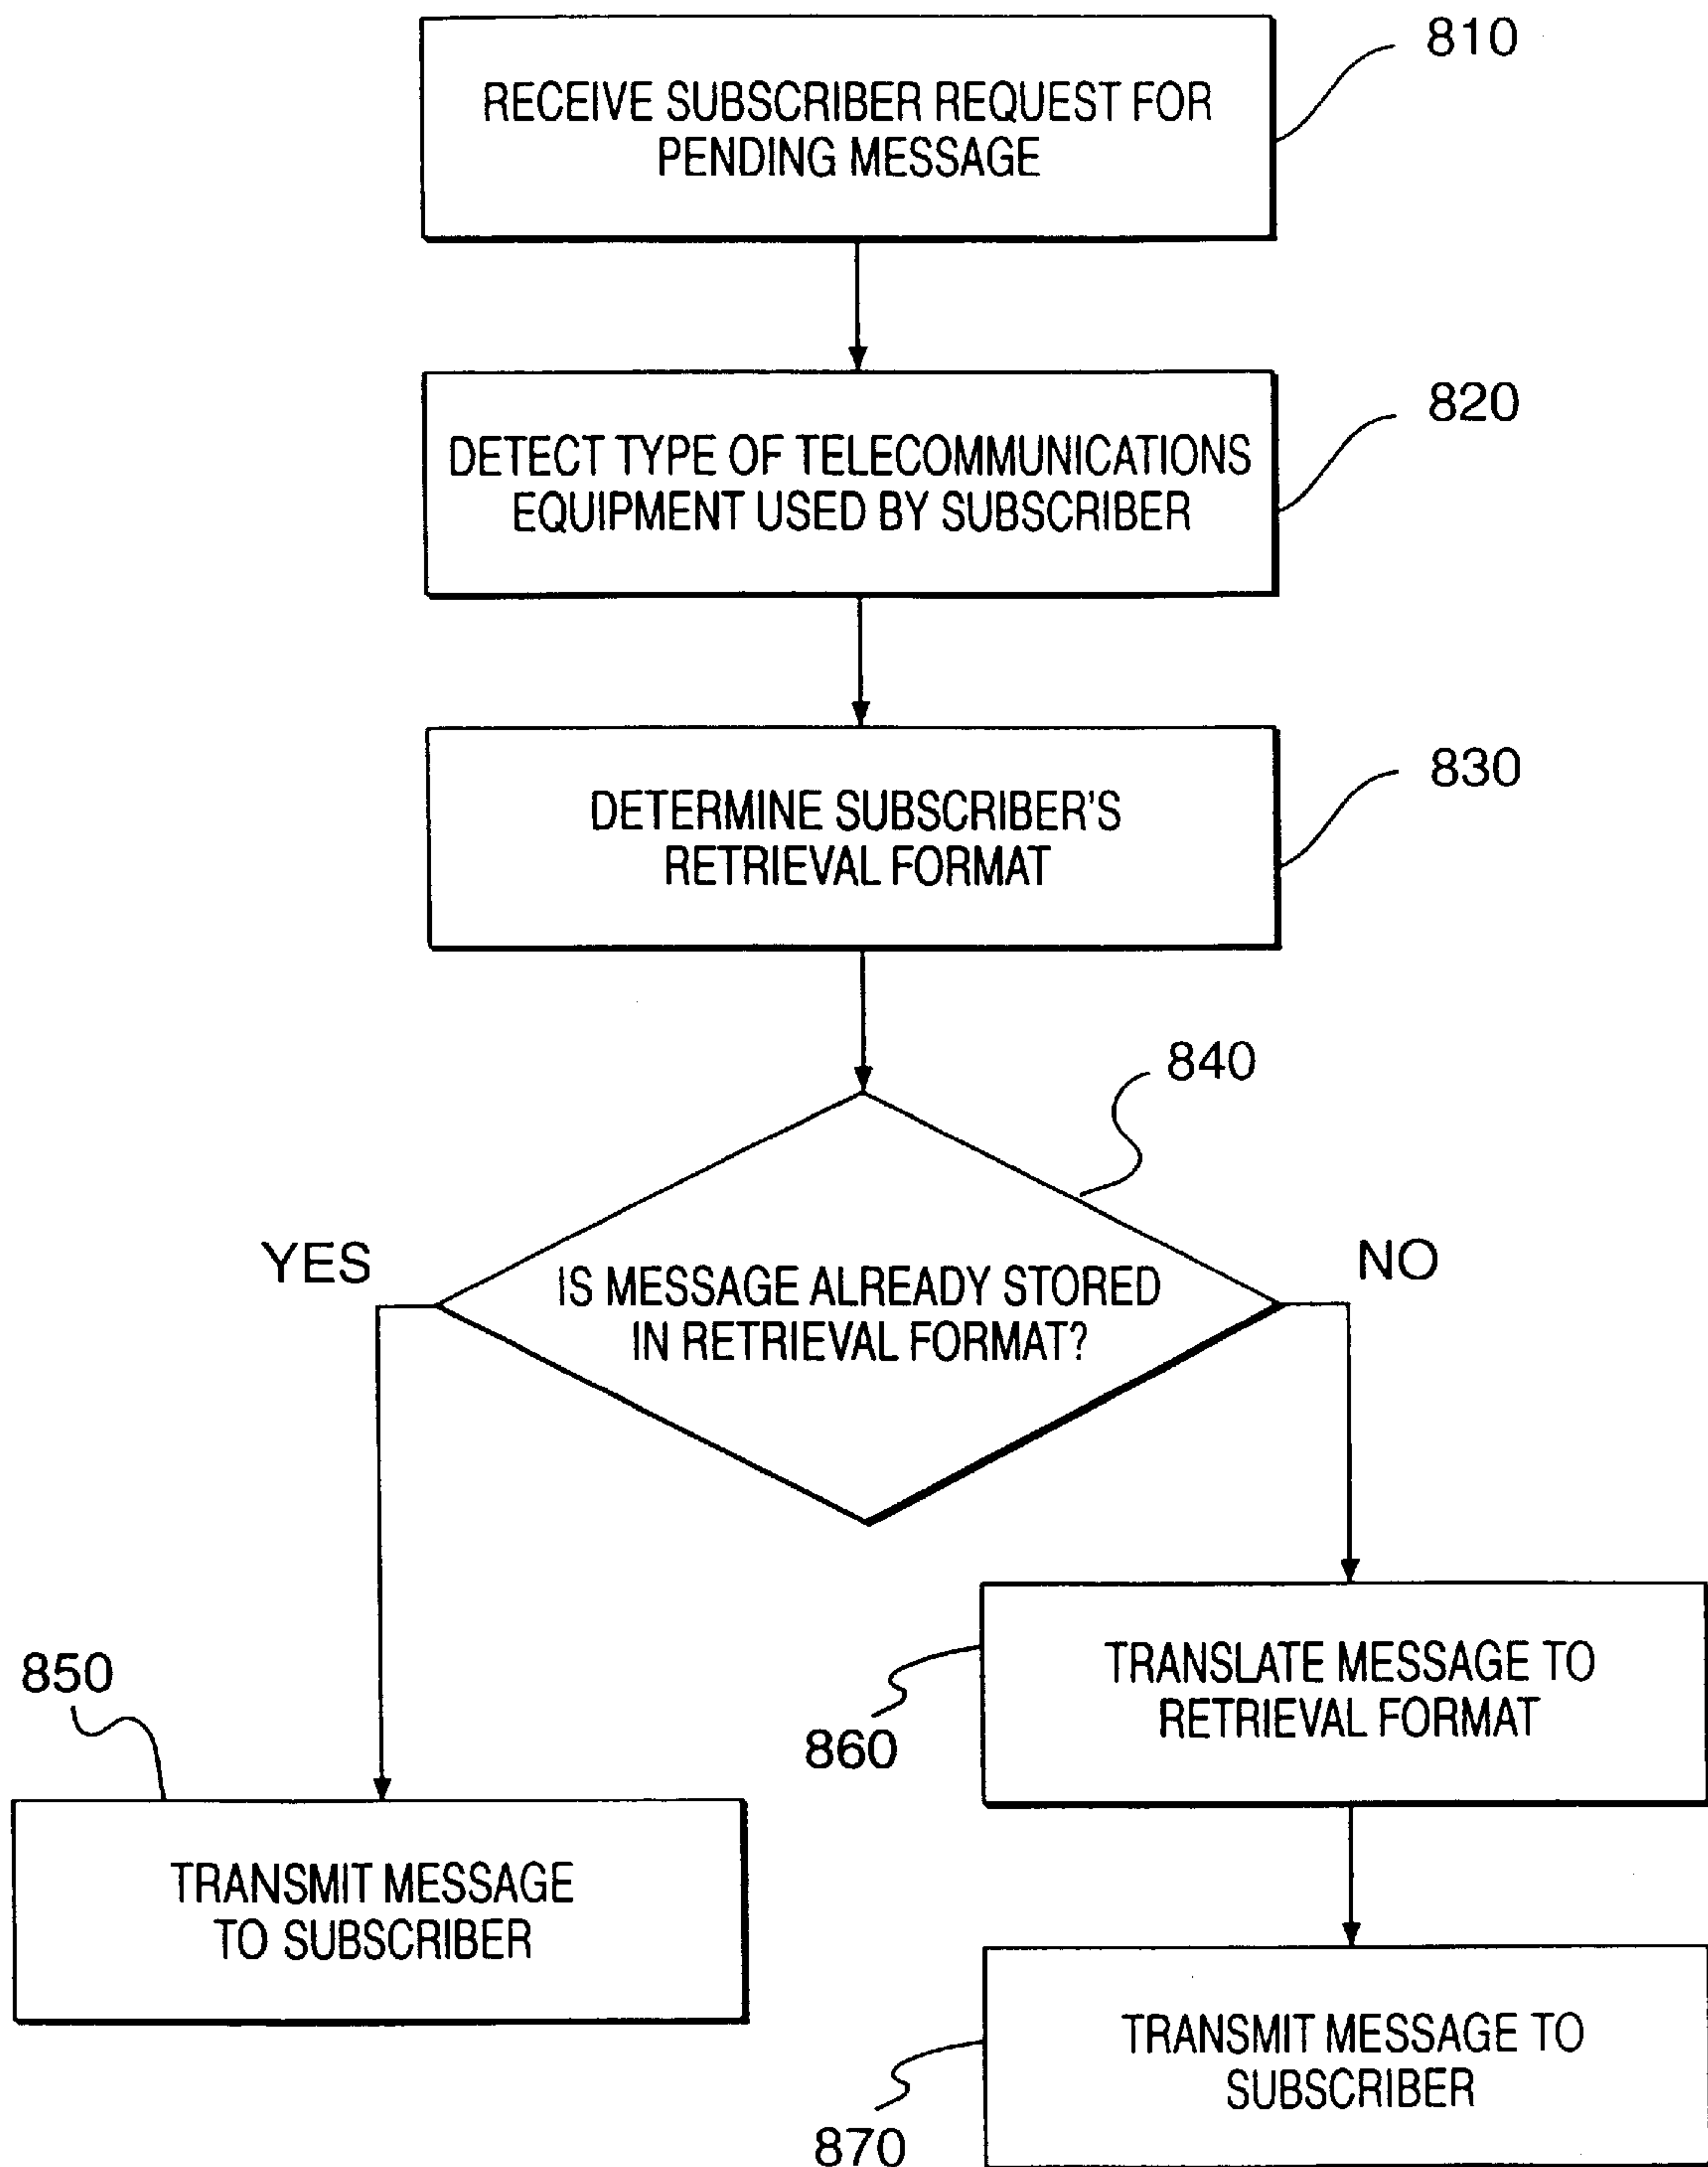 810
RECEIVE SUBSCRIBER REQUEST FOR
PENDING MESSAGE
820
DETECT TYPE OF TELECOMMUNICATIONS
EQUIPMENT USED BY SUBSCRIBER
830
DETERMINE SUBSCRIBER'S
RETRIEVAL FORMAT
840
YES
NO
IS MESSAGE ALREADY STORED
IN RETRIEVAL FORMAT?
850
TRANSMIT MESSAGE
TO SUBSCRIBER
860
TRANSLATE MESSAGE TO
RETRIEVAL FORMAT
870
TRANSMIT MESSAGE TO
SUBSCRIBER